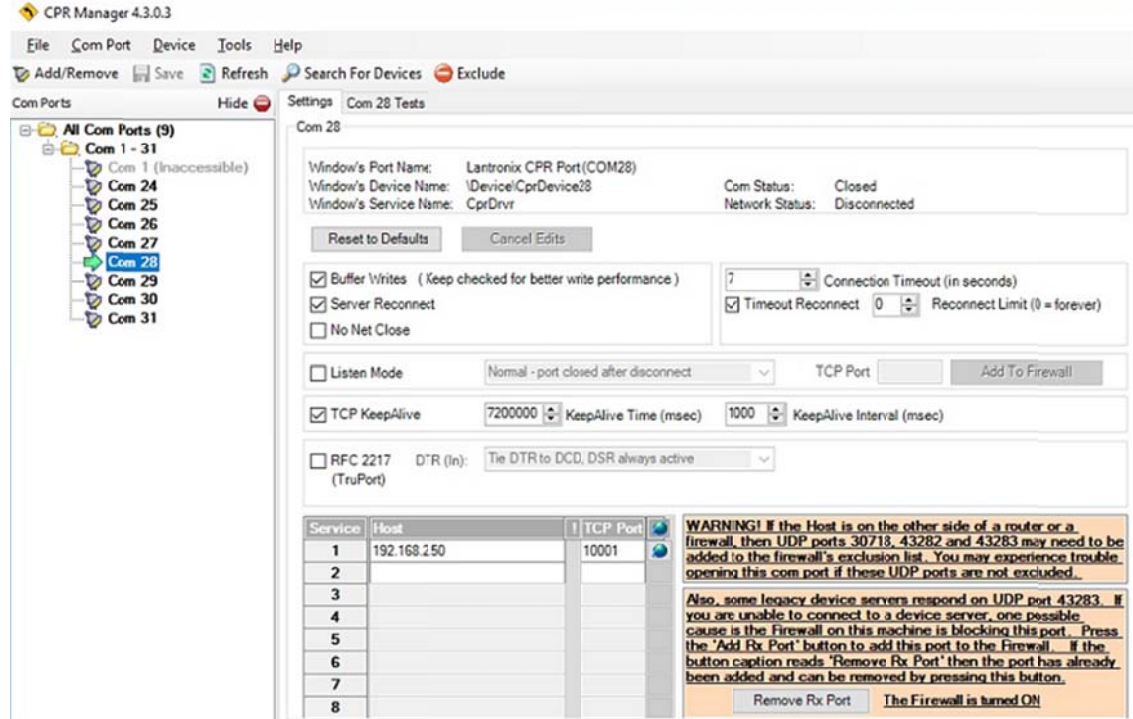 CPR Manager 4.3.0.3
File Com Port Device Tools Help
Add/Remove Save Refresh Search For Devices Exclude
Com Ports Hide
All Com Ports (9)
Com 1 - 31
Com 1 (Inaccessible)
Com 24
Com 25
Com 26
Com 27
Com 28
Com 29
Com 30
Com 31
Settings Com 28 Tests
Com 28
Window's Port Name: Lantronix CPR Port(COM28)
Window's Device Name: \Device\CprDevice28 Com Status: Closed
Window's Service Name: CprDrvr Network Status: Disconnected
Reset to Defaults Cancel Edits
Buffer Writes ( Keep checked for better write performance )
Server Reconnect
No Net Close
7 Connection Timeout (in seconds)
Timeout Reconnect 0 Reconnect Limit (0 = forever)
Listen Mode Normal - port closed after disconnect TCP Port Add To Firewall
TCP KeepAlive 7200000 KeepAlive Time (msec) 1000 KeepAlive Interval (msec)
RFC 2217 DTR (In): Tie DTR to DCD, DSR always active
(TruPort)
Service Host ! TCP Port
1 192.168.250 10001
2
3
4
5
6
7
8
WARNING! If the Host is on the other side of a router or a
firewall, then UDP ports 30718, 43282 and 43283 may need to be
added to the firewall's exclusion list. You may experience trouble
opening this com port if these UDP ports are not excluded.
Also, some legacy device servers respond on UDP port 43283. If
you are unable to connect to a device server, one possible
cause is the Firewall on this machine is blocking this port. Press
the 'Add Rx Port' button to add this port to the Firewall. If the
button caption reads 'Remove Rx Port' then the port has already
been added and can be removed by pressing this button.
Remove Rx Port The Firewall is turned ON